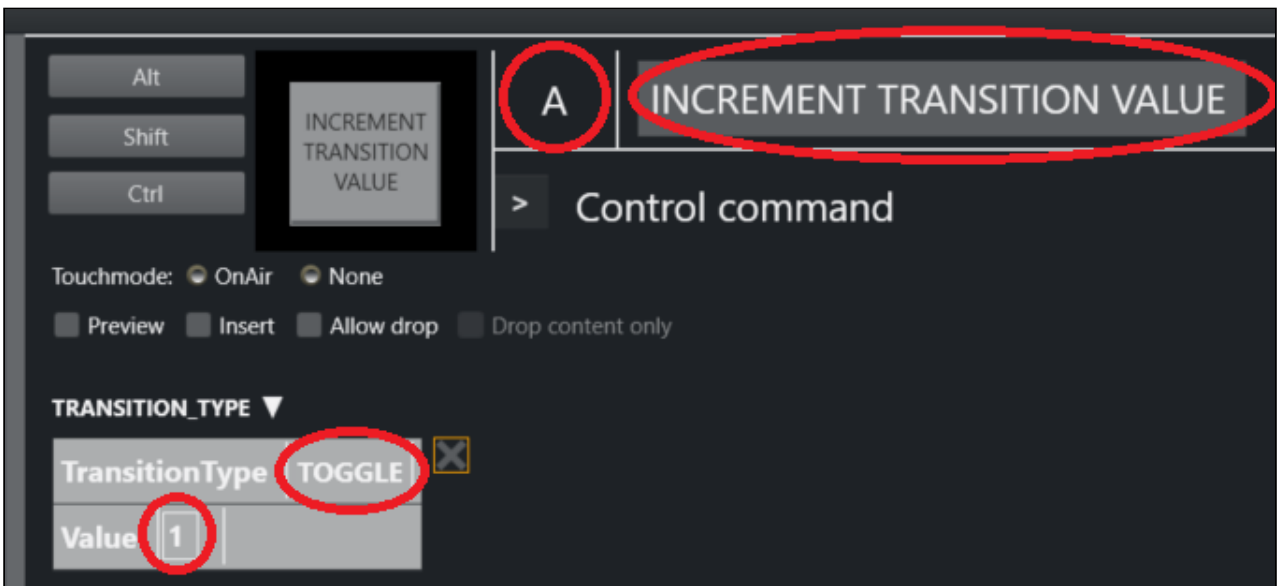 Alt
Shift
Ctrl
INCREMENT
TRANSITION
VALUE
A
INCREMENT TRANSITION VALUE
> Control command
Touchmode: OnAir None
Preview Insert Allow drop Drop content only
TRANSITION_TYPE ▼
TransitionType TOGGLE
Value 1